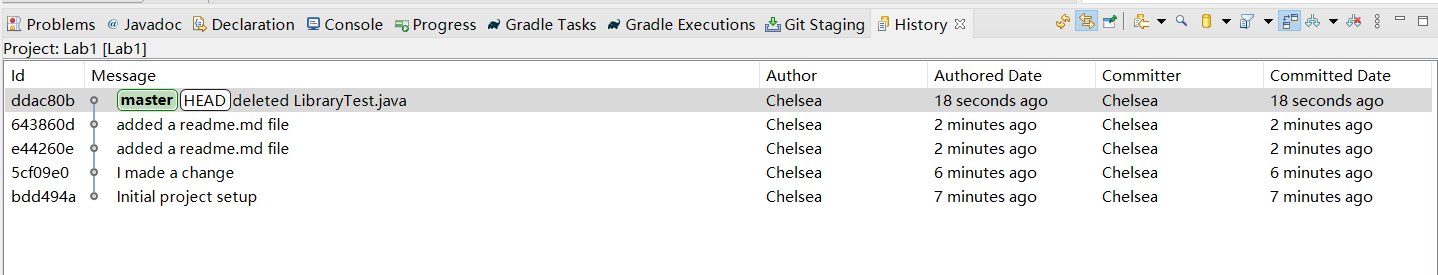 Problems @ Javadoc Declaration Console Progress Gradle Tasks Gradle Executions Git Staging History
Project: Lab1 [Lab1]
Id Message Author Authored Date Committer Committed Date
ddac80b master HEAD deleted LibraryTest.java Chelsea 18 seconds ago Chelsea 18 seconds ago
643860d added a readme.md file Chelsea 2 minutes ago Chelsea 2 minutes ago
e44260e added a readme.md file Chelsea 2 minutes ago Chelsea 2 minutes ago
5cf09e0 I made a change Chelsea 6 minutes ago Chelsea 6 minutes ago
bdd494a Initial project setup Chelsea 7 minutes ago Chelsea 7 minutes ago